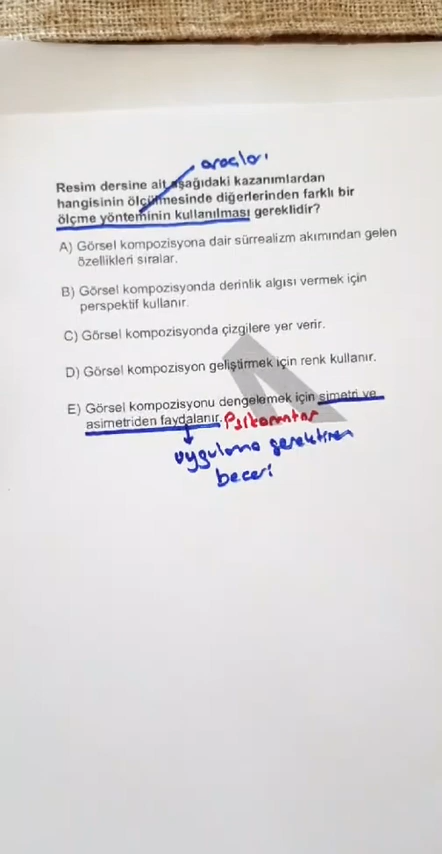 araçları
Resim dersine ait aşağıdaki kazanımlardan
hangisinin ölçülmesinde diğerlerinden farklı bir
ölçme yönteminin kullanılması gereklidir?
A) Görsel kompozisyona dair sürrealizm akımından gelen
özellikleri sıralar.
B) Görsel kompozisyonda derinlik algısı vermek için
perspektif kullanır.
C) Görsel kompozisyonda çizgilere yer verir.
D) Görsel kompozisyon geliştirmek için renk kullanır.
E) Görsel kompozisyonu dengelemek için simetri ve
asimetriden faydalanır. Psikomotor
uygulama gerektiren
beceri